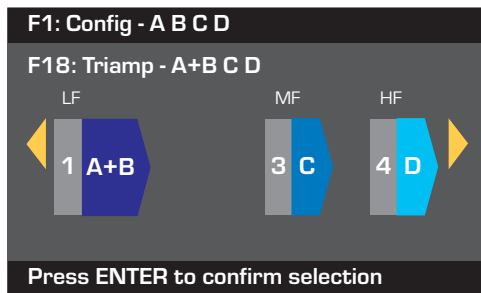 F1: Config - A B C D
F18: Triamp - A+B C D
LF MF HF
1 A+B 3 C 4 D
Press ENTER to confirm selection